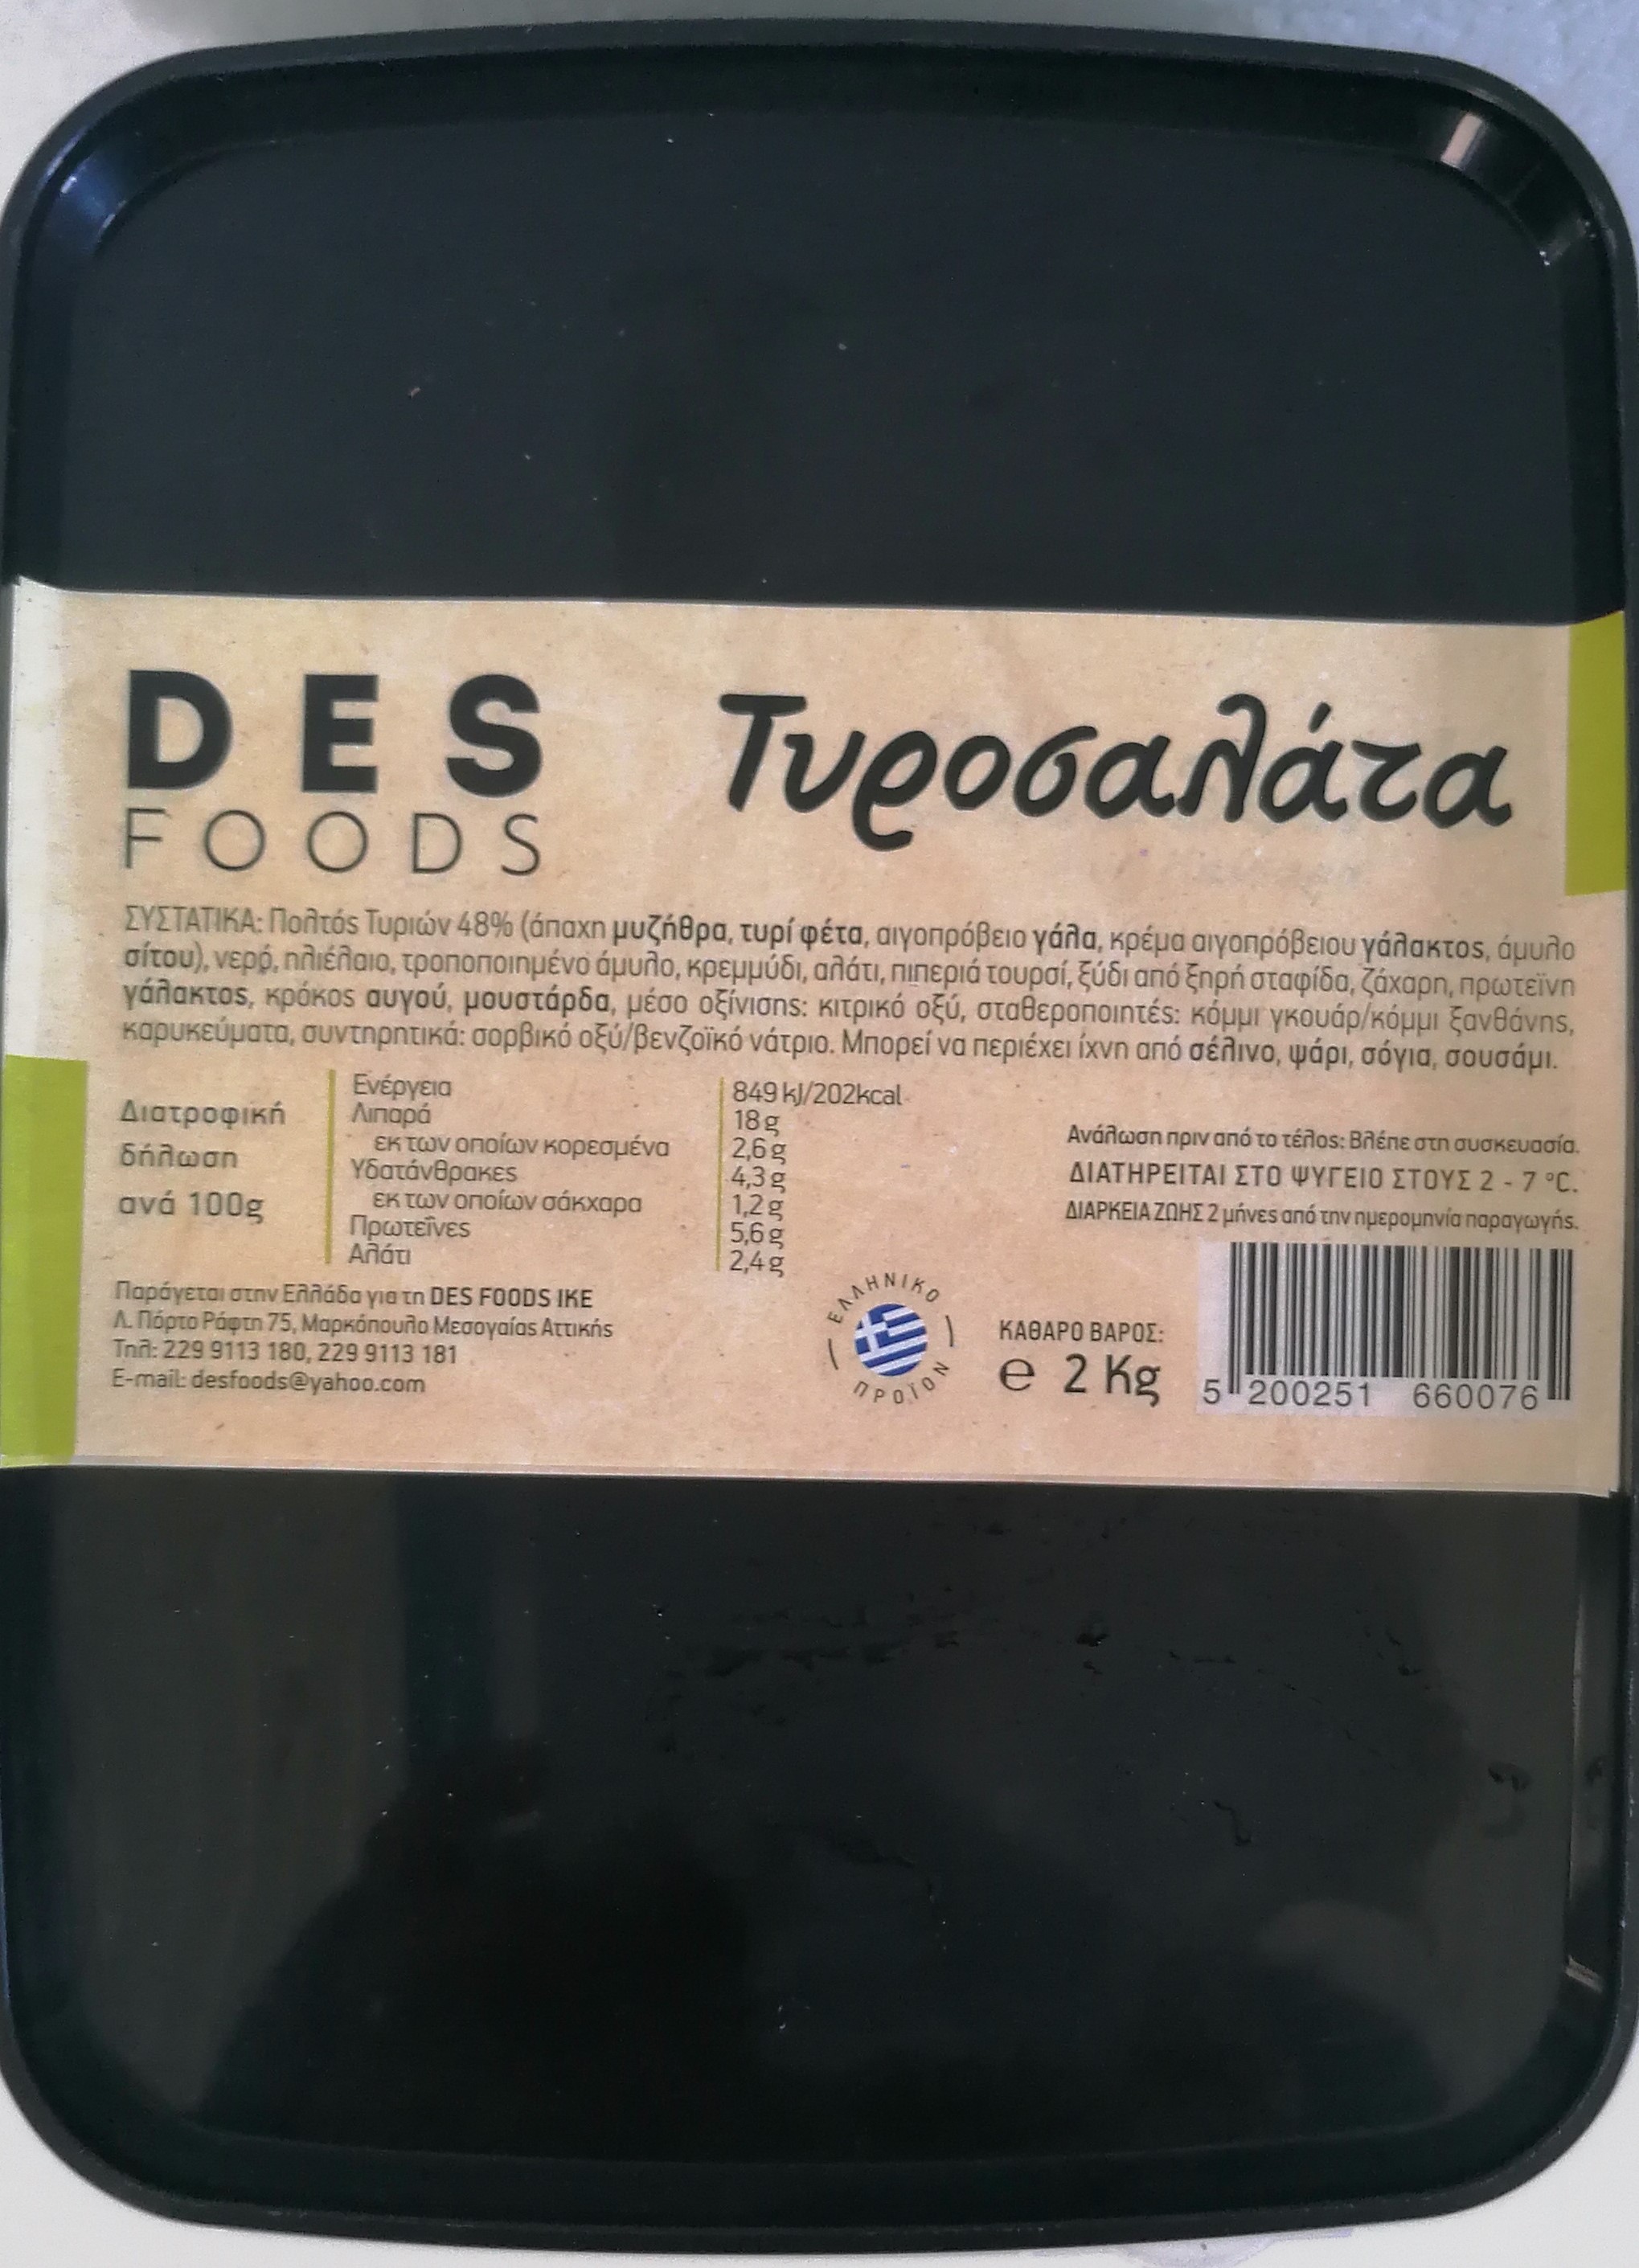 DES
FOODS
Τυροσαλάτα
ΣΥΣΤΑΤΙΚΑ: Πολτός Τυριών 48% (άπαχη μυζήθρα, τυρί φέτα, αιγοπρόβειο γάλα, κρέμα αιγοπρόβειου γάλακτος, άμυλο
σίτου), νερό, ηλιέλαιο, τροποποιημένο άμυλο, κρεμμύδι, αλάτι, πιπεριά τουρσί, ξύδι από ξηρή σταφίδα, ζάχαρη, πρωτεΐνη
γάλακτος, κρόκος αυγού, μουστάρδα, μέσο οξίνισης: κιτρικό οξύ, σταθεροποιητές: κόμμι γκουάρ/κόμμι ξανθάνης,
καρυκεύματα, συντηρητικά: σορβικό οξύ/βενζοϊκό νάτριο. Μπορεί να περιέχει ίχνη από σέλινο, ψάρι, σόγια, σουσάμι.
Διατροφική
δήλωση
ανά 100g
Ενέργεια 849 kJ/202kcal
Λιπαρά 18 g
εκ των οποίων κορεσμένα 2,6 g
Υδατάνθρακες 4,3 g
εκ των οποίων σάκχαρα 1,2 g
Πρωτεΐνες 5,6 g
Αλάτι 2,4 g
Ανάλωση πριν από το τέλος: Βλέπε στη συσκευασία.
ΔΙΑΤΗΡΕΙΤΑΙ ΣΤΟ ΨΥΓΕΙΟ ΣΤΟΥΣ 2 - 7 °C.
ΔΙΑΡΚΕΙΑ ΖΩΗΣ 2 μήνες από την ημερομηνία παραγωγής.
Παράγεται στην Ελλάδα για τη DES FOODS ΙΚΕ
Λ. Πόρτο Ράφτη 75, Μαρκόπουλο Μεσογαίας Αττικής
Τηλ: 229 9113 180, 229 9113 181
E-mail: desfoods@yahoo.com
ΕΛΛΗΝΙΚΟ
ΠΡΟΪΟΝ
ΚΑΘΑΡΟ ΒΑΡΟΣ:
e 2 Kg
5 200251 660076